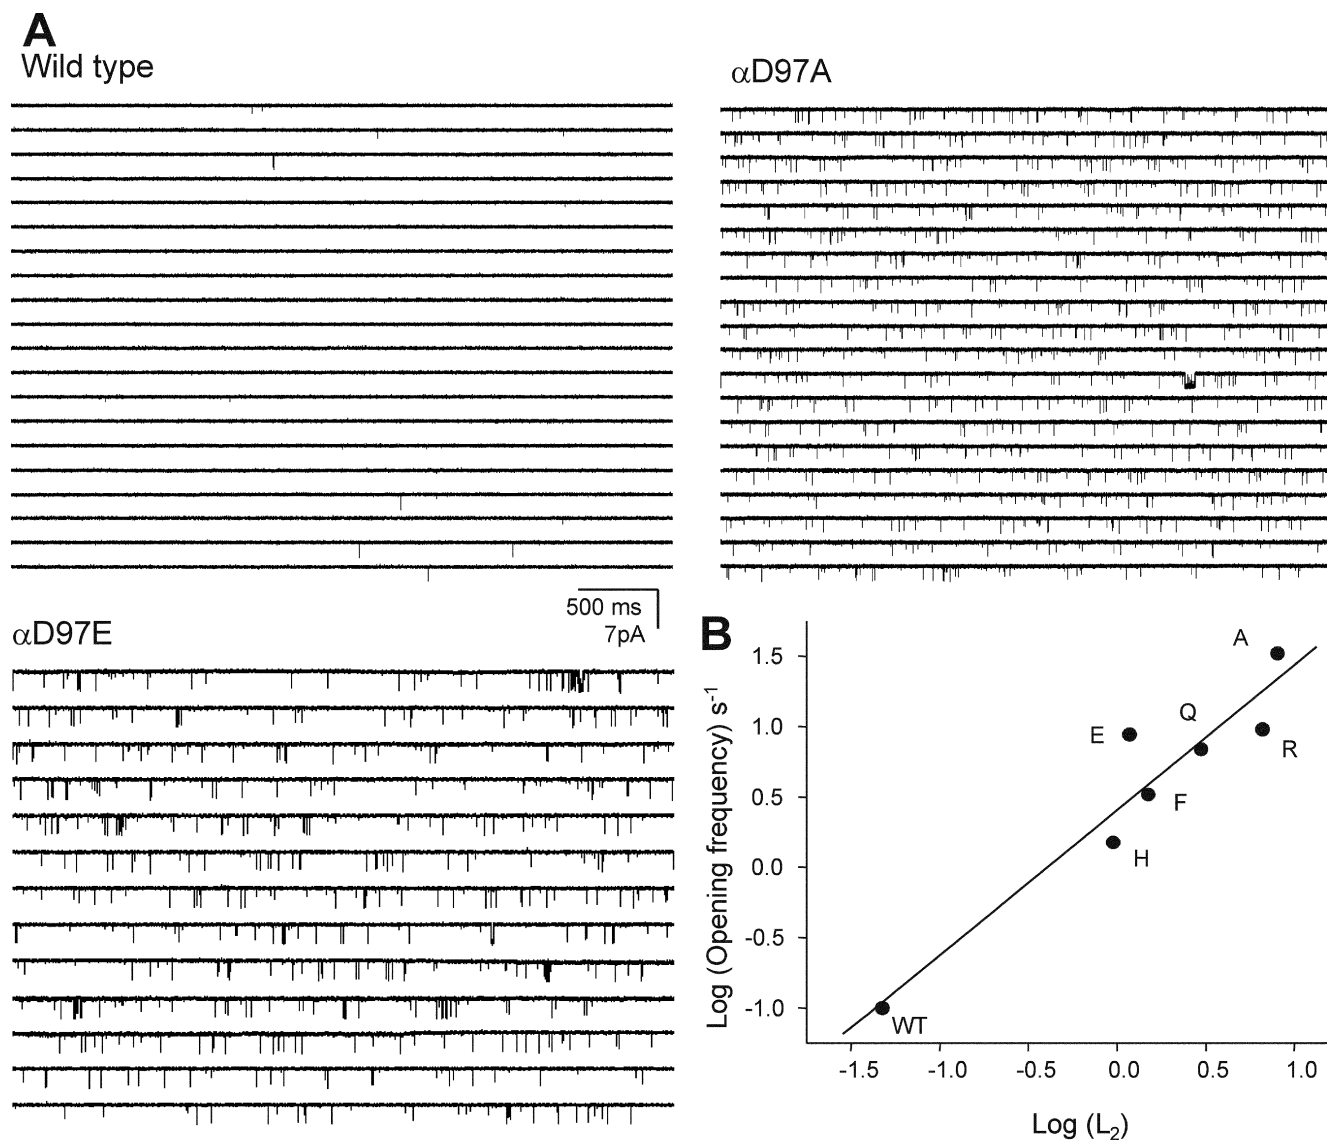 A
Wild type
αD97A
500 ms
7pA
αD97E
B
Log (Opening frequency) s⁻¹
1.5
1.0
0.5
0.0
-0.5
-1.0
A
Q
E
R
F
H
WT
-1.5 -1.0 -0.5 0.0 0.5 1.0
Log (L₂)